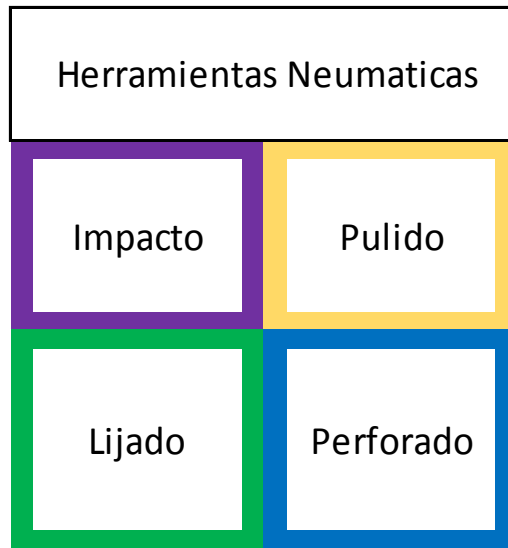 Herramientas Neumaticas
Impacto
Pulido
Lijado
Perforado